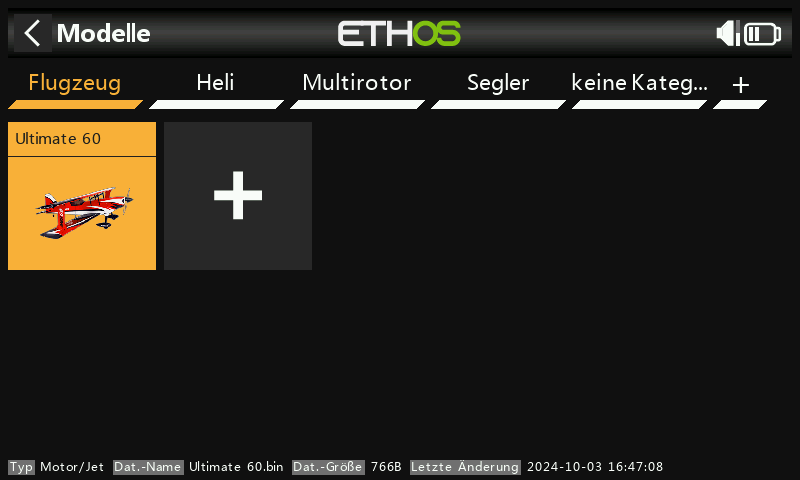 Modelle ETHOS
Flugzeug Heli Multirotor Segler keine Kateg... +
Ultimate 60
Typ Motor/Jet Dat.-Name Ultimate 60.bin Dat.-Größe 766B Letzte Änderung 2024-10-03 16:47:08